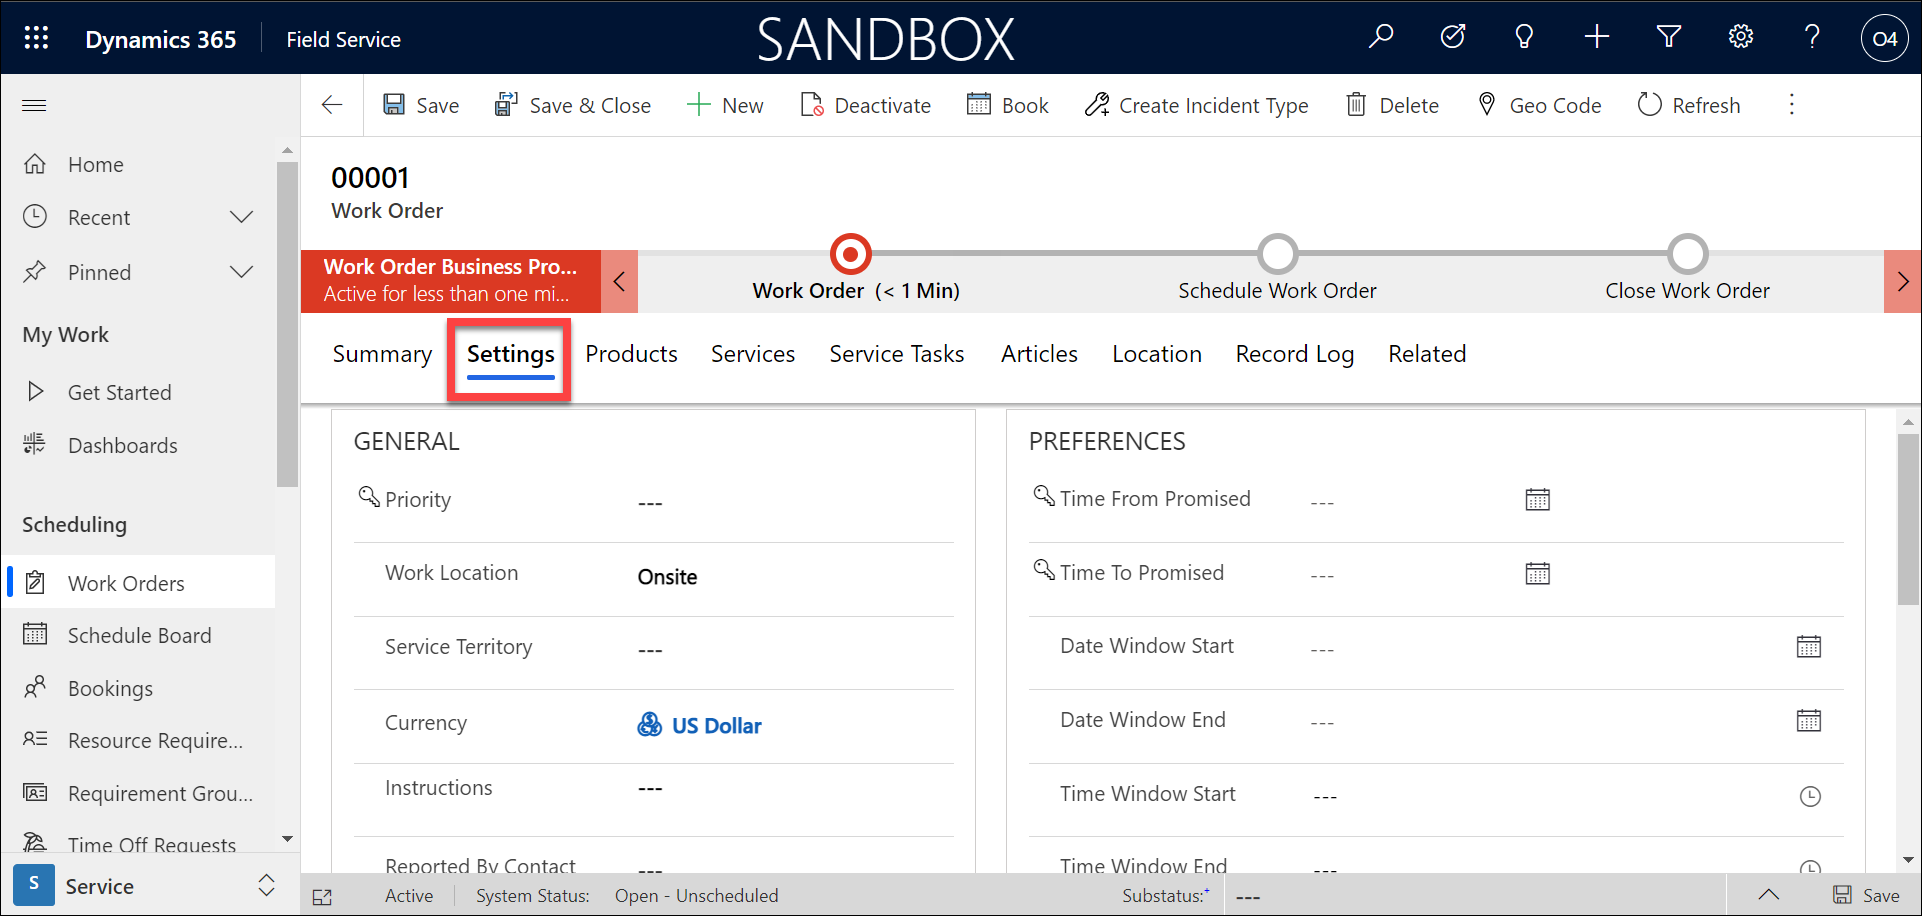 Dynamics 365
Field Service
SANDBOX
O4
Save
Save & Close
New
Deactivate
Book
Create Incident Type
Delete
Geo Code
Refresh
Home
Recent
Pinned
My Work
Get Started
Dashboards
Scheduling
Work Orders
Schedule Board
Bookings
Resource Require...
Requirement Grou...
Time Off Requests
S Service
00001
Work Order
Work Order Business Pro...
Active for less than one mi...
Work Order (< 1 Min)
Schedule Work Order
Close Work Order
Summary
Settings
Products
Services
Service Tasks
Articles
Location
Record Log
Related
GENERAL
Priority ---
Work Location Onsite
Service Territory ---
Currency US Dollar
Instructions ---
Reported By Contact ---
PREFERENCES
Time From Promised ---
Time To Promised ---
Date Window Start ---
Date Window End ---
Time Window Start ---
Time Window End ---
Active
System Status: Open - Unscheduled
Substatus:+ ---
Save